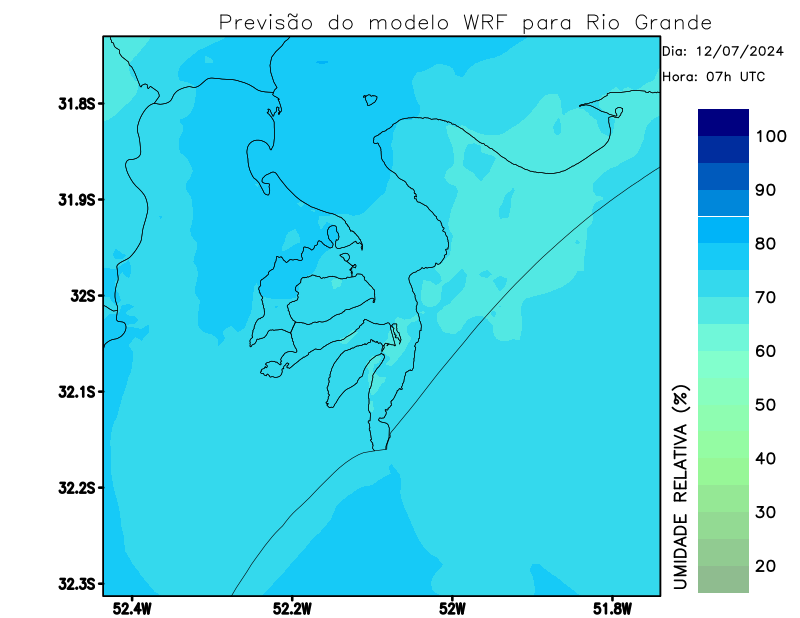 Previsão do modelo WRF para Rio Grande
Dia: 12/07/2024
Hora: 07h UTC
31.8S
31.9S
32S
32.1S
32.2S
32.3S
52.4W
52.2W
52W
51.8W
100
90
80
70
60
50
40
30
20
UMIDADE RELATIVA (%)